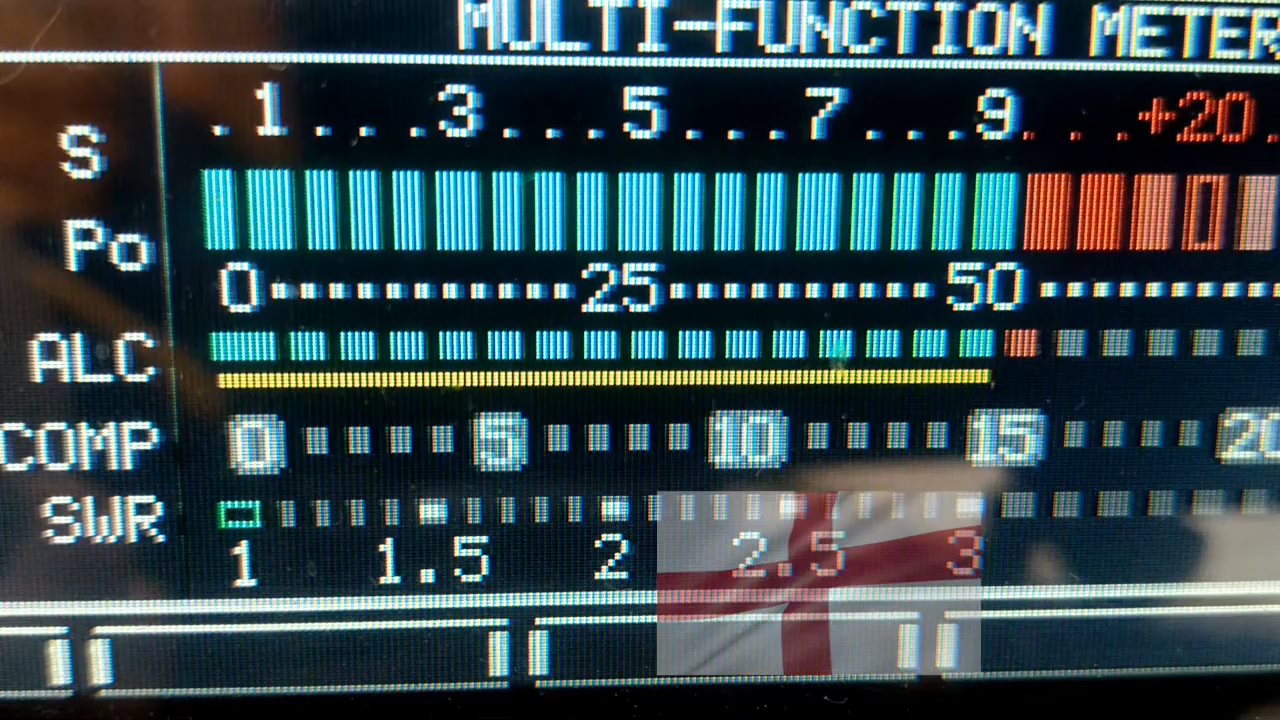 MULTI-FUNCTION METER
S .1...3...5...7...9...+20.
Po
0 25 50
ALC
COMP 0 5 10 15 20
SWR
1 1.5 2 2.5 3